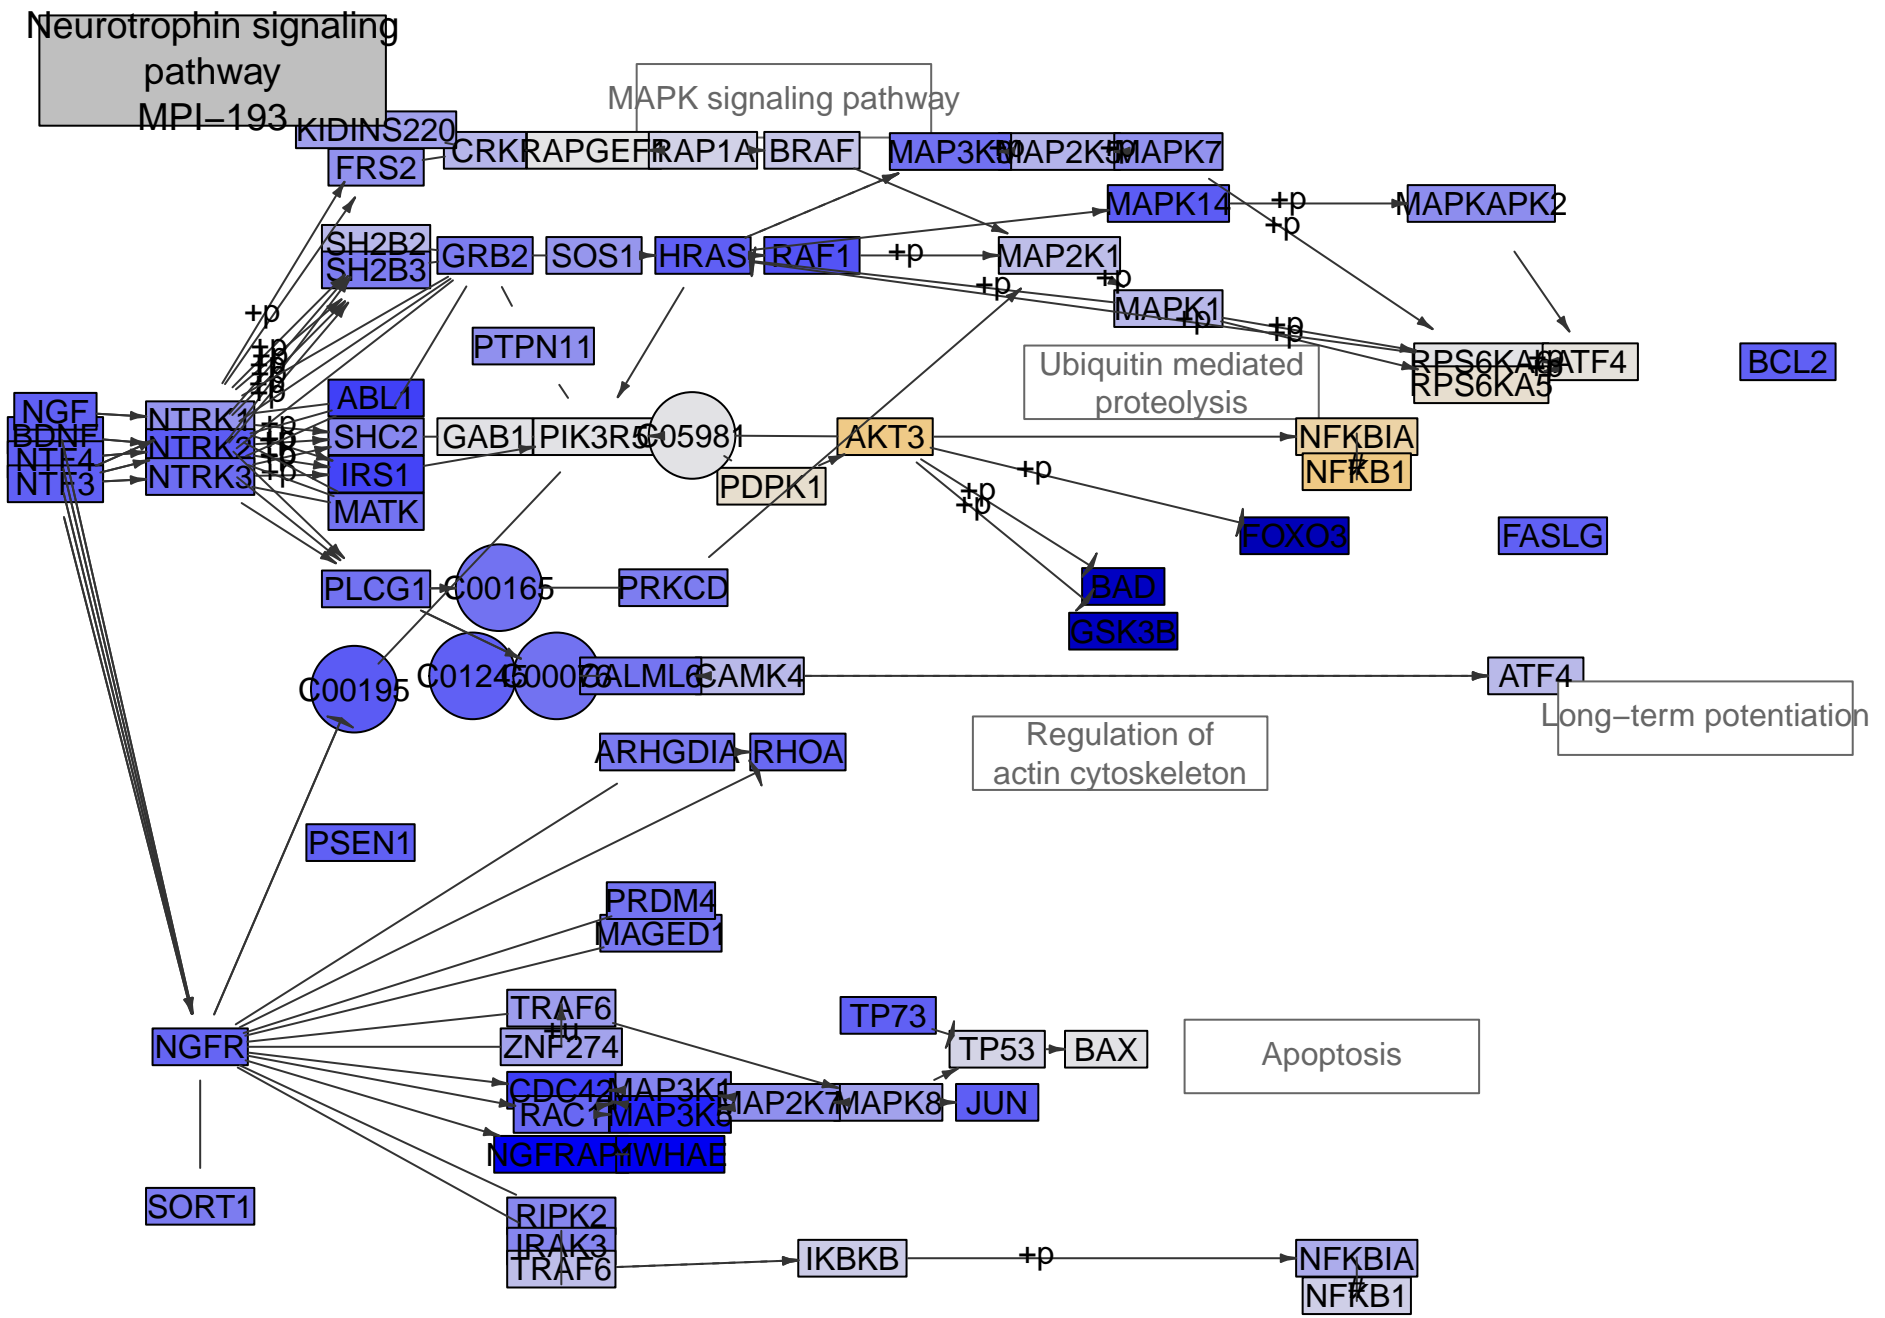 Neurotrophin signaling
pathway
MPI−193
MAPK signaling pathway
KIDINS220
FRS2
RAPGEF1
RAP1A
BRAF
MAP2K5
+p
+p
MAPK7
MAPK14
+p
MAPKAPK2
+p
SH2B2
SH2B3
GRB2
SOS1
HRAS
RAF1
+p
MAP2K1
+p
+p
MAPK1
+p
+p
+p
+p
PTPN11
Ubiquitin mediated
proteolysis
RPS6KA6
RPS6KA5
+p
+p
ATF4
BCL2
+p
+p
+p
+p
+p
NGF
BDNF
NTF4
NTF3
NTRK1
NTRK2
NTRK3
+p
+p
+p
+p
ABL1
SHC2
IRS1
MATK
GAB1
PIK3R5
C05981
AKT3
PDPK1
NFKBIA
NFKB1
+p
+p
+p
FOXO3
FASLG
PLCG1
C00165
PRKCD
BAD
GSK3B
C00195
C01245
C00076
CALML6
CAMK4
ATF4
Long−term potentiation
ARHGDIA
RHOA
Regulation of
actin cytoskeleton
PSEN1
PRDM4
MAGED1
TRAF6
+u
ZNF274
TP73
TP53
BAX
Apoptosis
NGFR
CDC42
RAC1
MAP3K1
MAP3K5
MAP2K7
MAPK8
JUN
NGFRAP1
YWHAE
SORT1
RIPK2
IRAK3
TRAF6
IKBKB
+p
NFKBIA
NFKB1